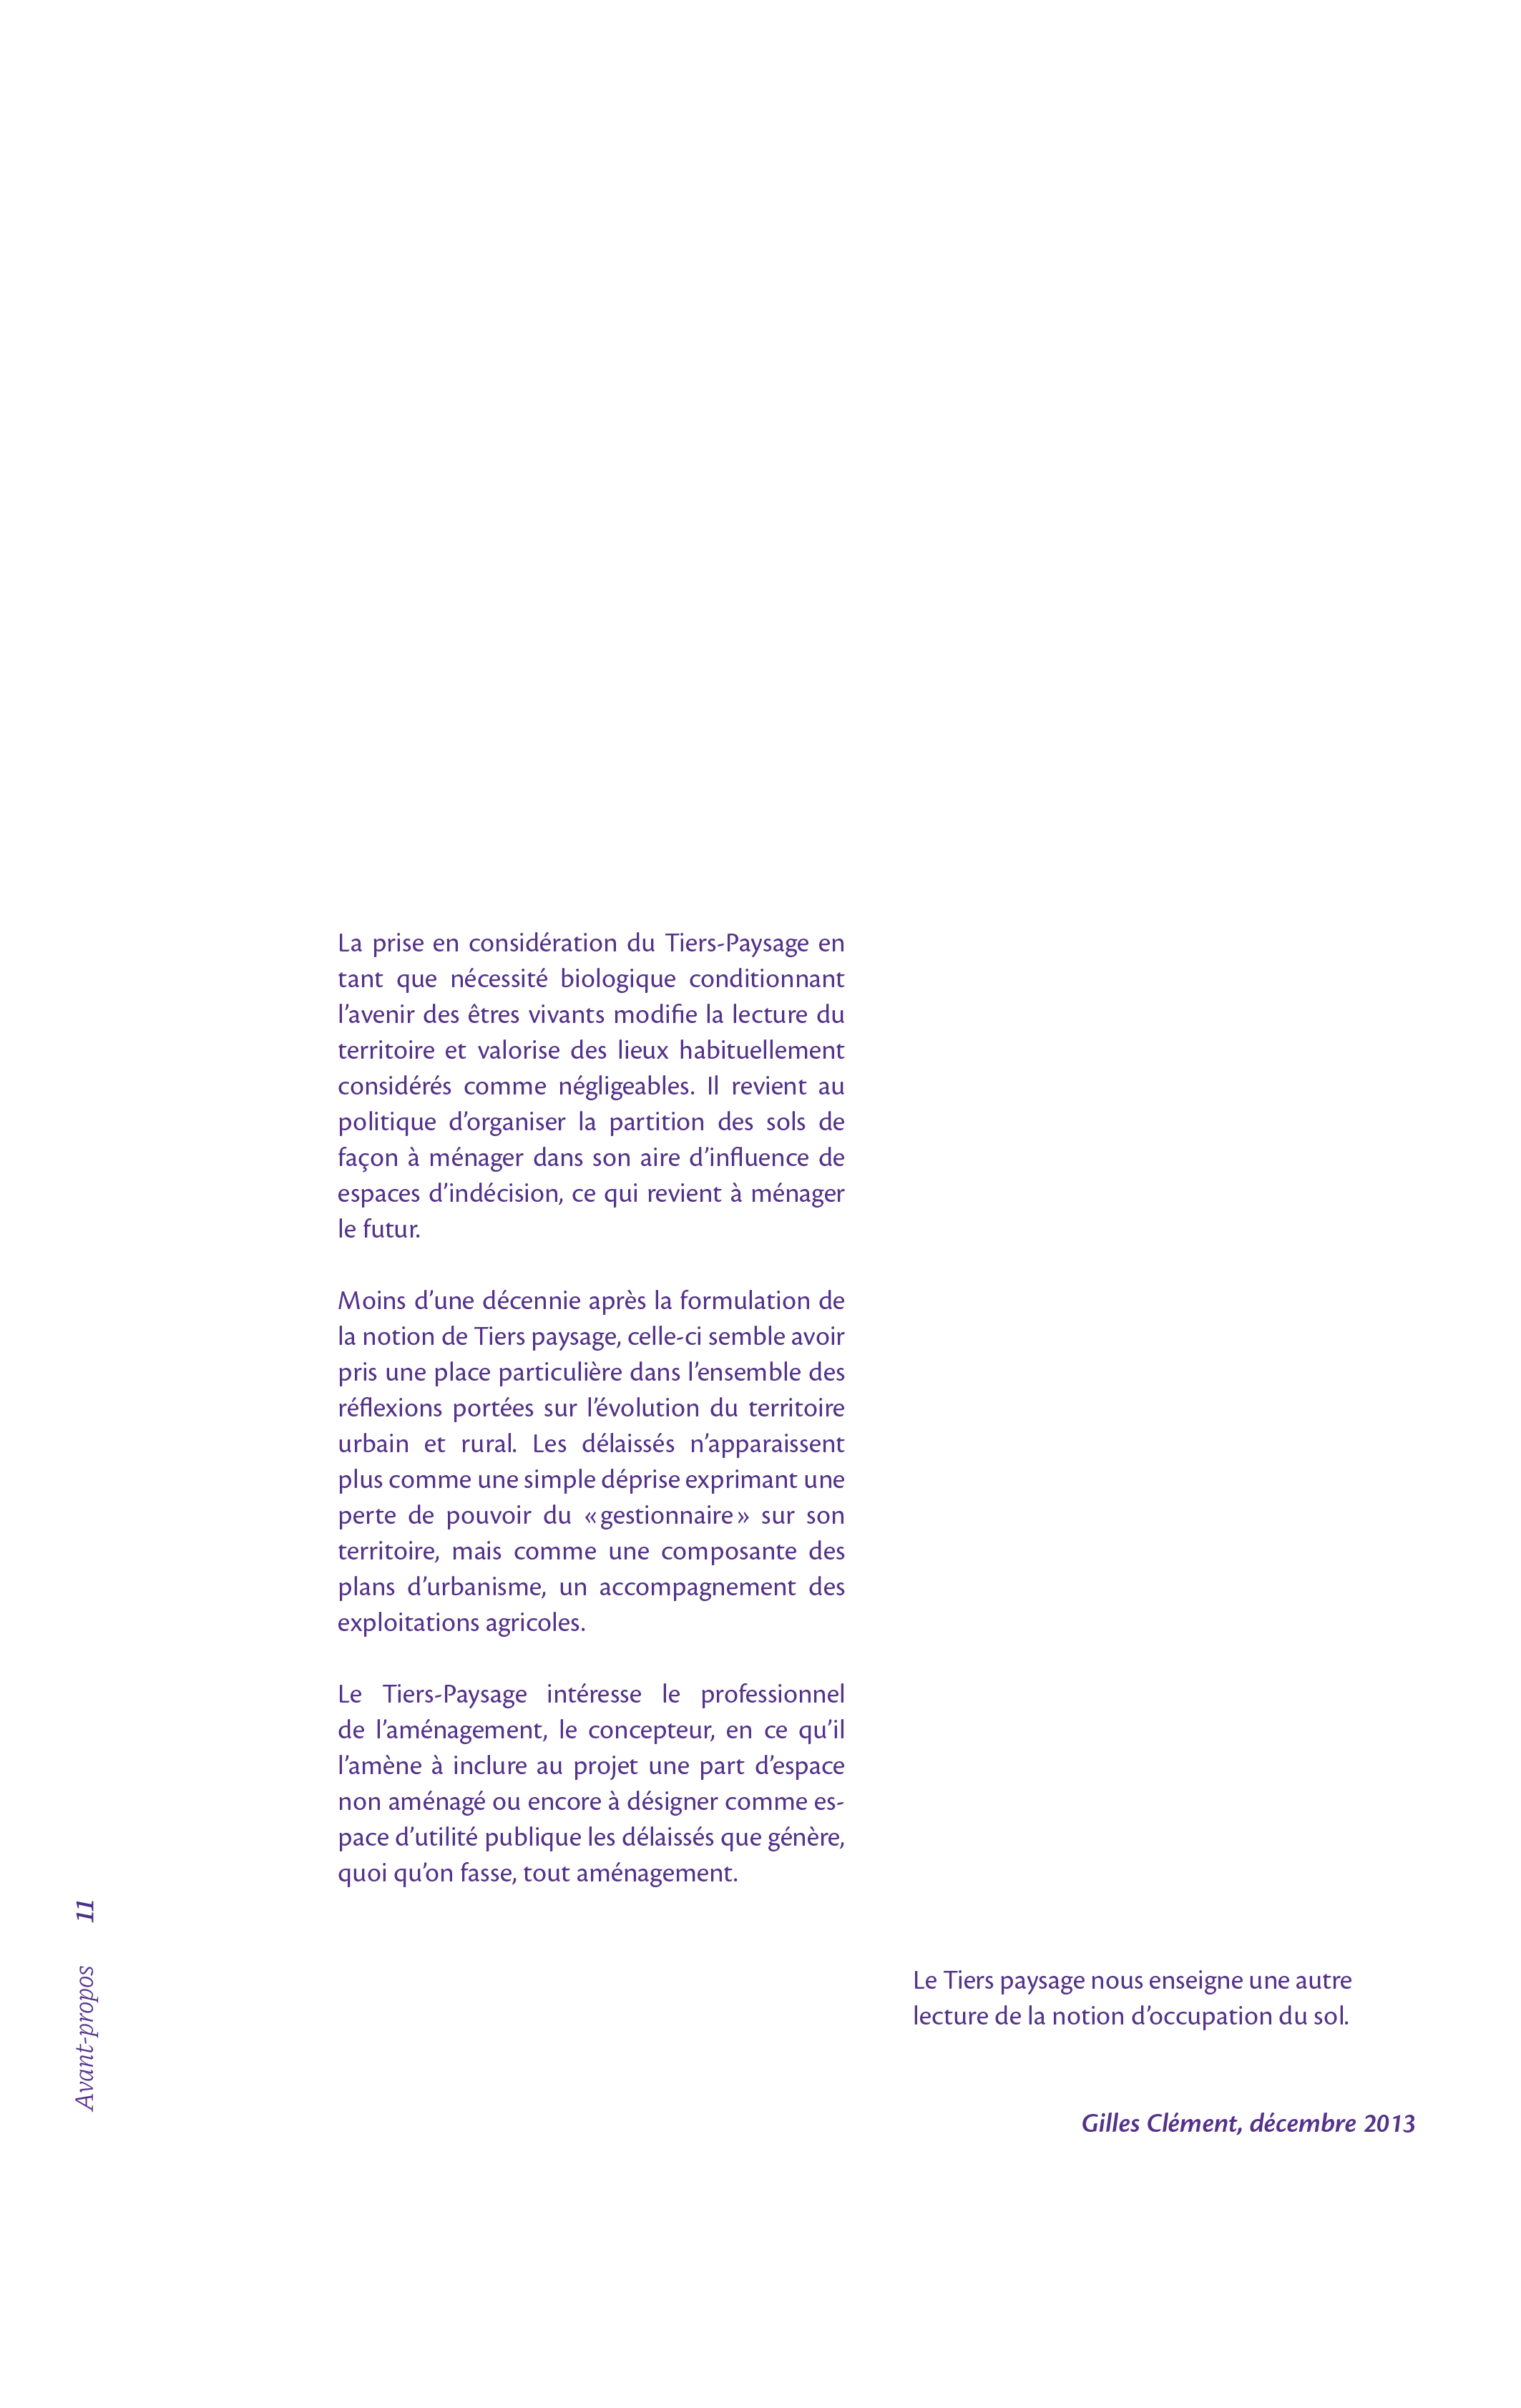 La prise en considération du Tiers-Paysage en
tant que nécessité biologique conditionnant
l’avenir des êtres vivants modifie la lecture du
territoire et valorise des lieux habituellement
considérés comme négligeables. Il revient au
politique d’organiser la partition des sols de
façon à ménager dans son aire d’influence de
espaces d’indécision, ce qui revient à ménager
le futur.

Moins d’une décennie après la formulation de
la notion de Tiers paysage, celle-ci semble avoir
pris une place particulière dans l’ensemble des
réflexions portées sur l’évolution du territoire
urbain et rural. Les délaissés n’apparaissent
plus comme une simple déprise exprimant une
perte de pouvoir du « gestionnaire » sur son
territoire, mais comme une composante des
plans d’urbanisme, un accompagnement des
exploitations agricoles.

Le Tiers-Paysage intéresse le professionnel
de l’aménagement, le concepteur, en ce qu’il
l’amène à inclure au projet une part d’espace
non aménagé ou encore à désigner comme es-
pace d’utilité publique les délaissés que génère,
quoi qu’on fasse, tout aménagement.

Le Tiers paysage nous enseigne une autre
lecture de la notion d’occupation du sol.

Gilles Clément, décembre 2013

Avant-propos 11